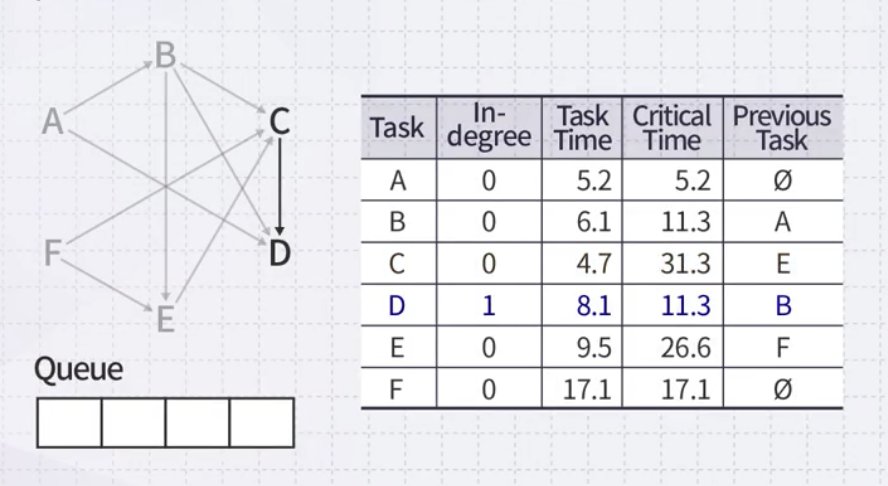 B
A
C
F
D
E
Queue
Task In-degree Task Time Critical Time Previous Task
A 0 5.2 5.2 Ø
B 0 6.1 11.3 A
C 0 4.7 31.3 E
D 1 8.1 11.3 B
E 0 9.5 26.6 F
F 0 17.1 17.1 Ø